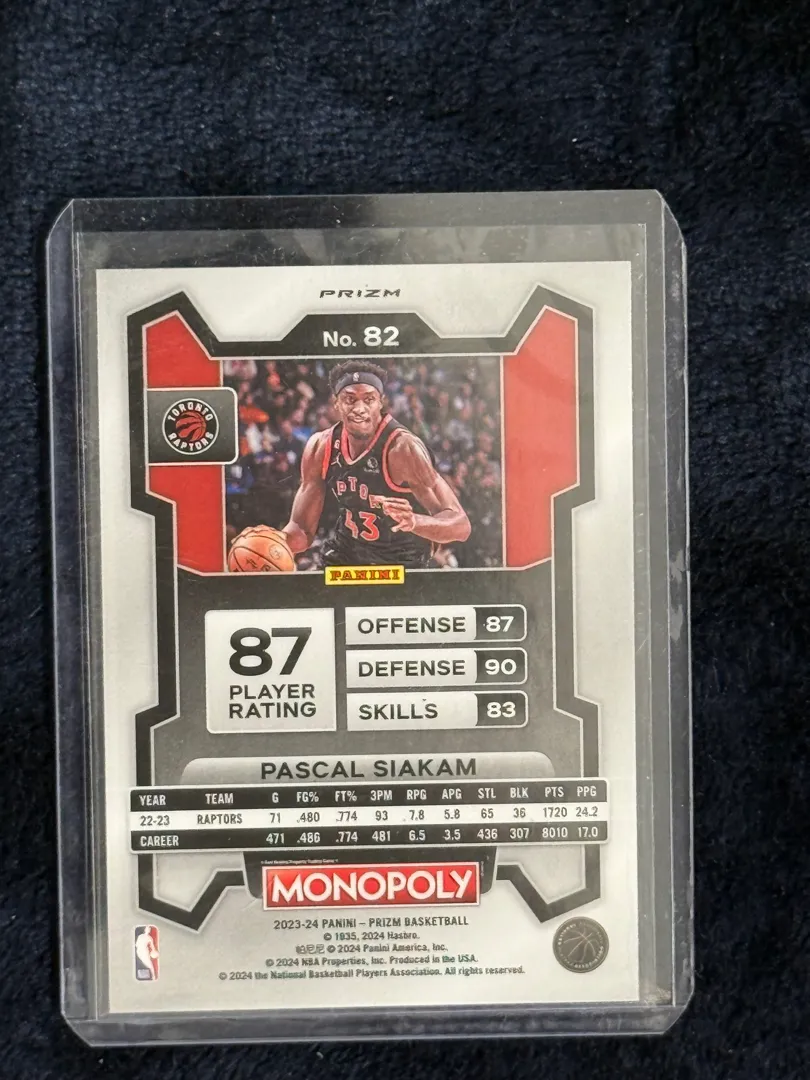 PRIZM
No. 82
TORONTO
RAPTORS
43
PANINI
87
PLAYER
RATING
OFFENSE 87
DEFENSE 90
SKILLS 83
PASCAL SIAKAM
YEAR TEAM G FG% FT% 3PM RPG APG STL BLK PTS PPG
22-23 RAPTORS 71 .480 .774 93 7.8 5.8 65 36 1720 24.2
CAREER 471 .486 .774 481 6.5 3.5 436 307 8010 17.0
MONOPOLY
2023-24 PANINI – PRIZM BASKETBALL
© 1935, 2024 Hasbro.
帕尼尼 © 2024 Panini America, Inc.
© 2024 NBA Properties, Inc. Produced in the USA.
© 2024 the National Basketball Players Association. All rights reserved.